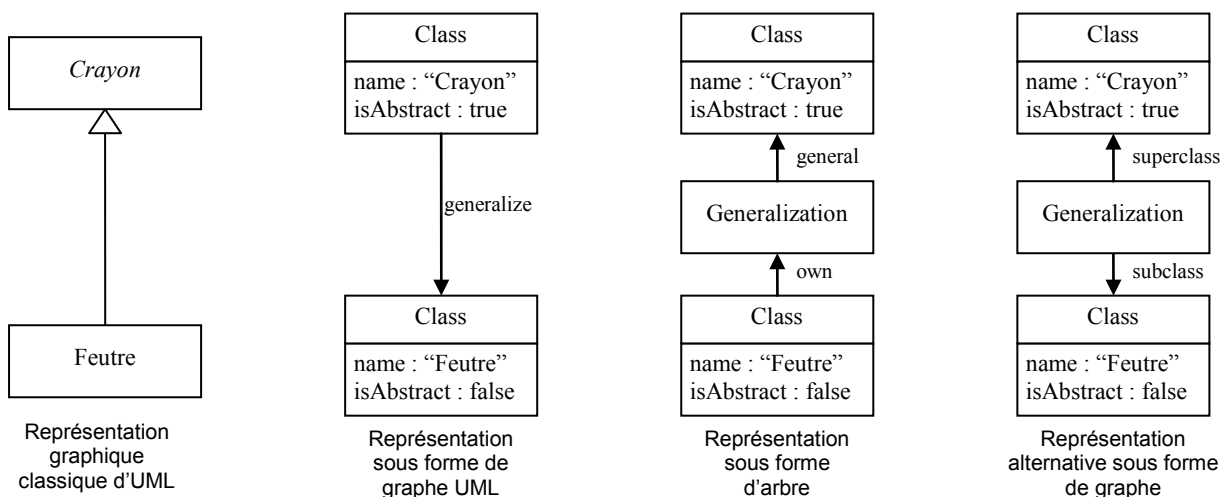 Crayon
Feutre
Représentation
graphique
classique d’UML
Class
name : “Crayon”
isAbstract : true
generalize
Class
name : “Feutre”
isAbstract : false
Représentation
sous forme de
graphe UML
Class
name : “Crayon”
isAbstract : true
general
Generalization
own
Class
name : “Feutre”
isAbstract : false
Représentation
sous forme
d’arbre
Class
name : “Crayon”
isAbstract : true
superclass
Generalization
subclass
Class
name : “Feutre”
isAbstract : false
Représentation
alternative sous forme
de graphe